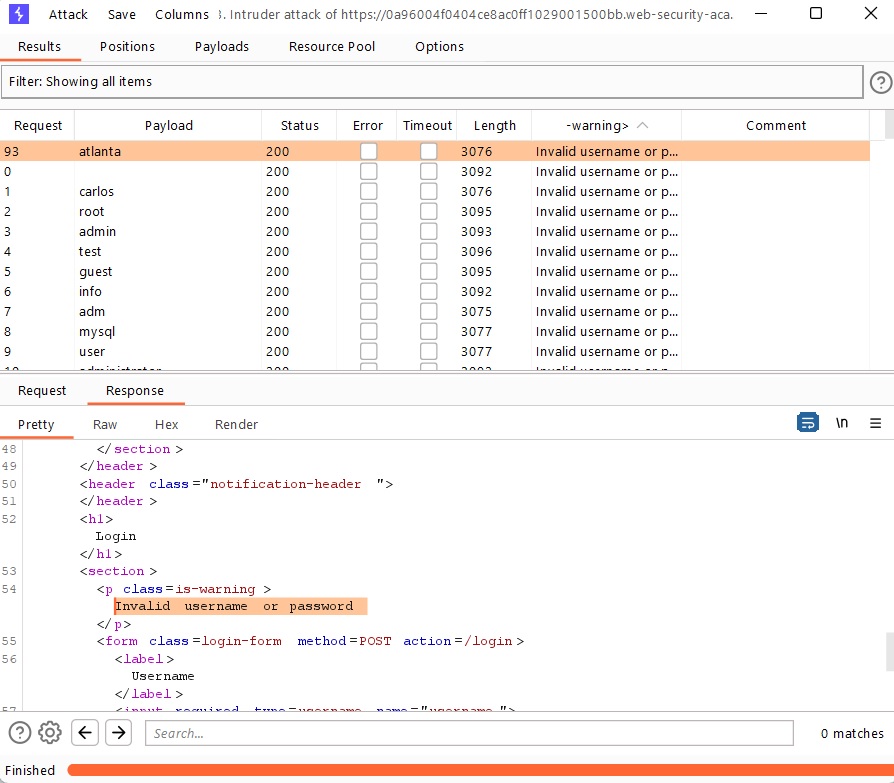 Attack Save Columns 3. Intruder attack of https://0a96004f0404ce8ac0ff1029001500bb.web-security-aca.
Results Positions Payloads Resource Pool Options
Filter: Showing all items
Request Payload Status Error Timeout Length -warning> Comment
93 atlanta 200 3076 Invalid username or p...
0 200 3092 Invalid username or p...
1 carlos 200 3076 Invalid username or p...
2 root 200 3095 Invalid username or p...
3 admin 200 3093 Invalid username or p...
4 test 200 3096 Invalid username or p...
5 guest 200 3095 Invalid username or p...
6 info 200 3092 Invalid username or p...
7 adm 200 3075 Invalid username or p...
8 mysql 200 3077 Invalid username or p...
9 user 200 3077 Invalid username or p...
Request Response
Pretty Raw Hex Render \n
48 </section>
49 </header>
50 <header class="notification-header ">
51 </header>
52 <h1>
Login
</h1>
53 <section>
54 <p class=is-warning>
Invalid username or password
</p>
55 <form class=login-form method=POST action=/login>
56 <label>
Username
</label>
57 <input required type=username name="username">
Search... 0 matches
Finished